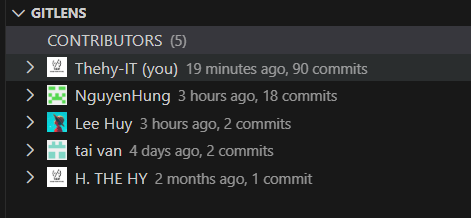 GITLENS
CONTRIBUTORS (5)
Thehy-IT (you) 19 minutes ago, 90 commits
NguyenHung 3 hours ago, 18 commits
Lee Huy 3 hours ago, 2 commits
tai van 4 days ago, 2 commits
H. THE HY 2 months ago, 1 commit